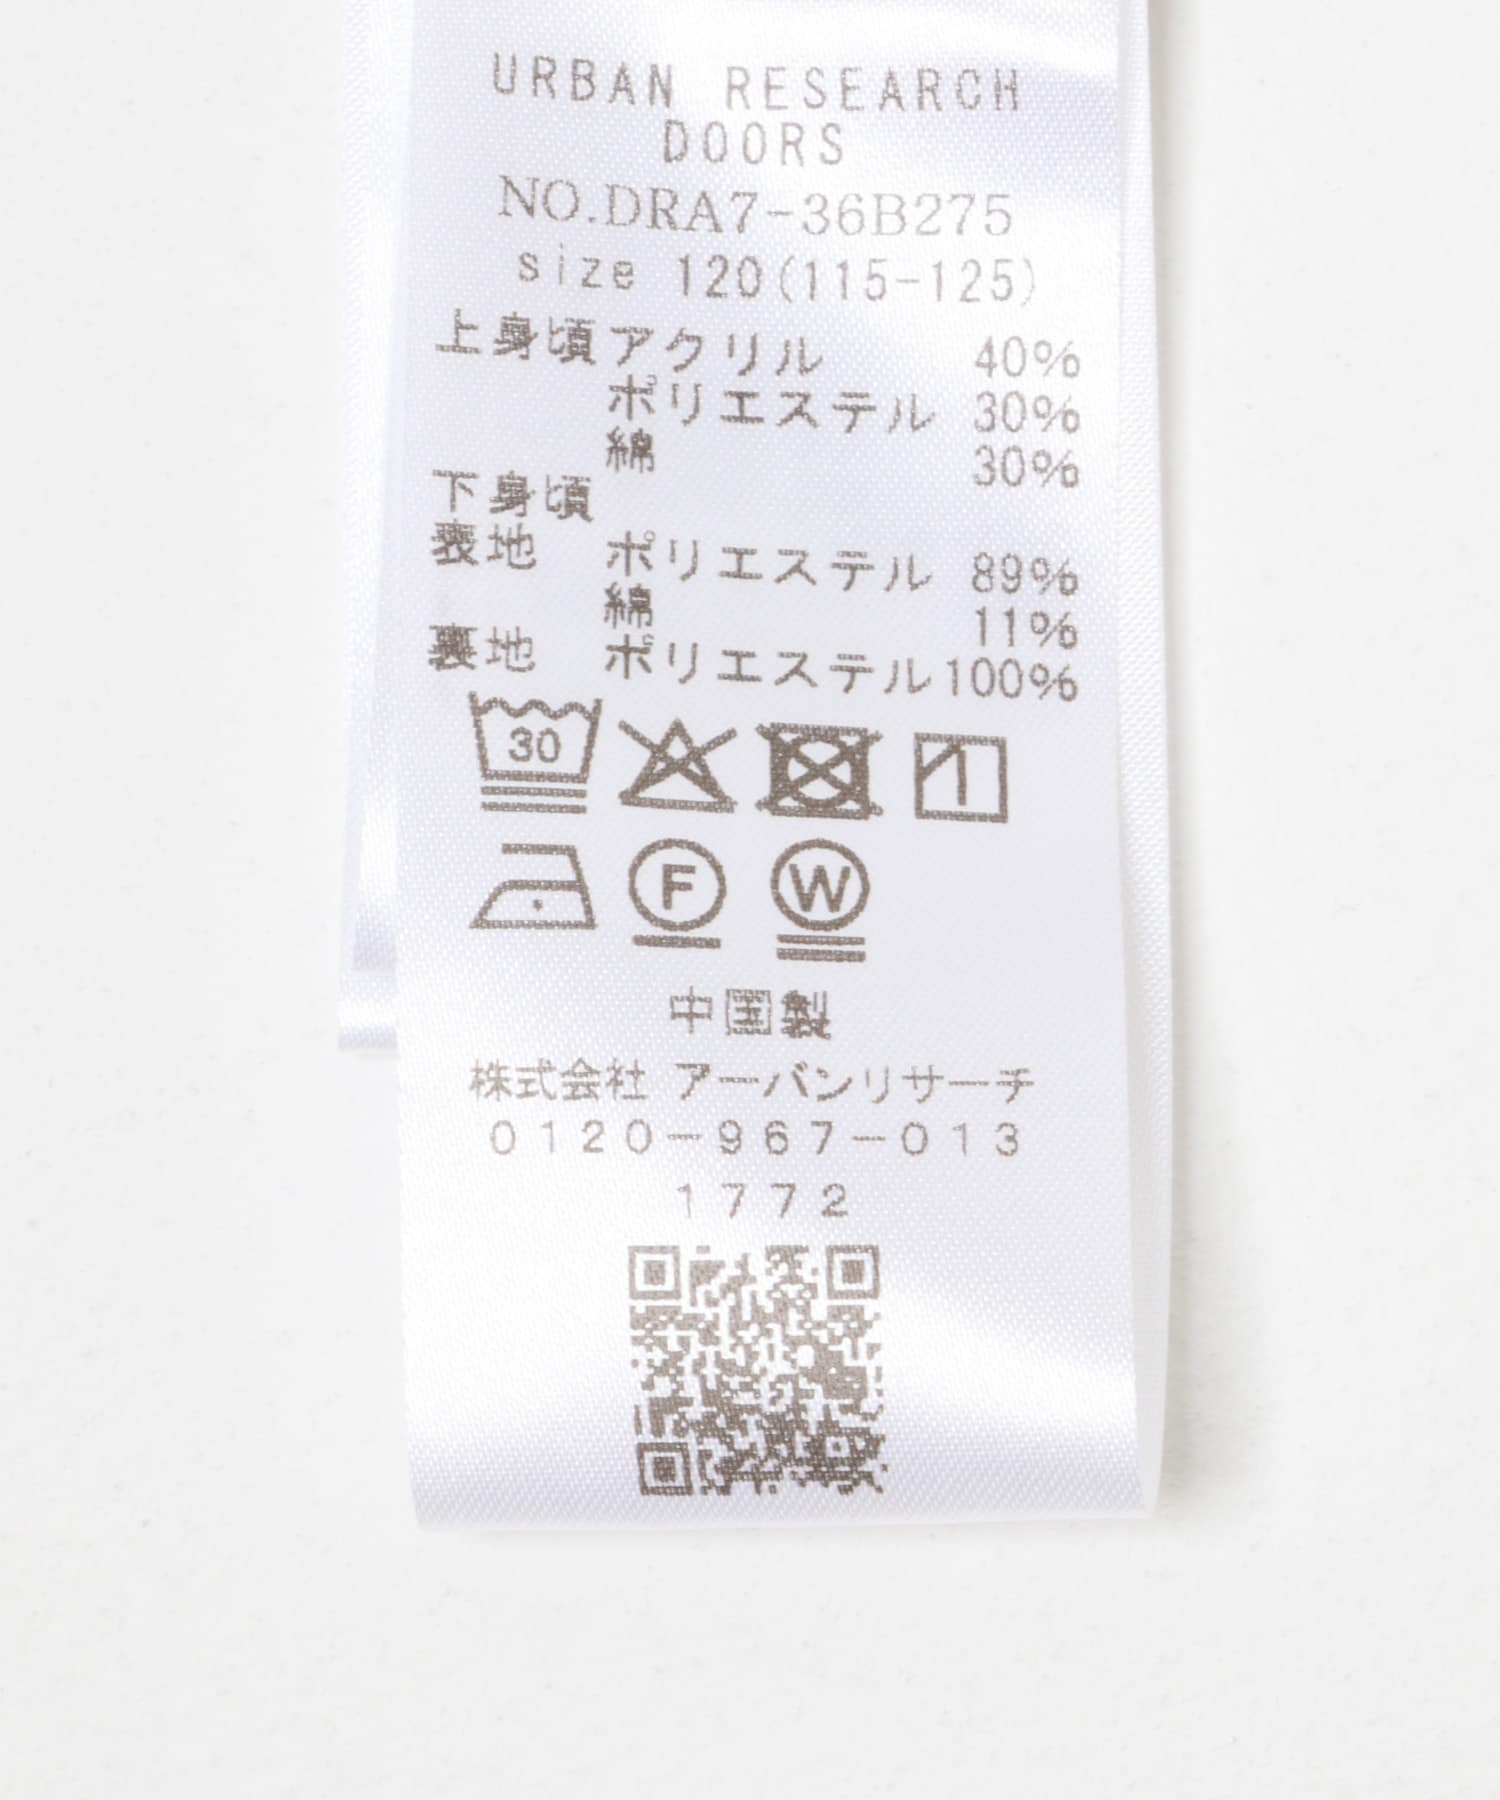 URBAN RESEARCH
DOORS
NO.DRA7-36B275
size 120(115-125)
上身頃アクリル 40%
ポリエステル 30%
綿 30%
下身頃
表地 ポリエステル 89%
綿 11%
裏地 ポリエステル100%
30
F W
中国製
株式会社 アーバンリサーチ
0120-967-013
1772